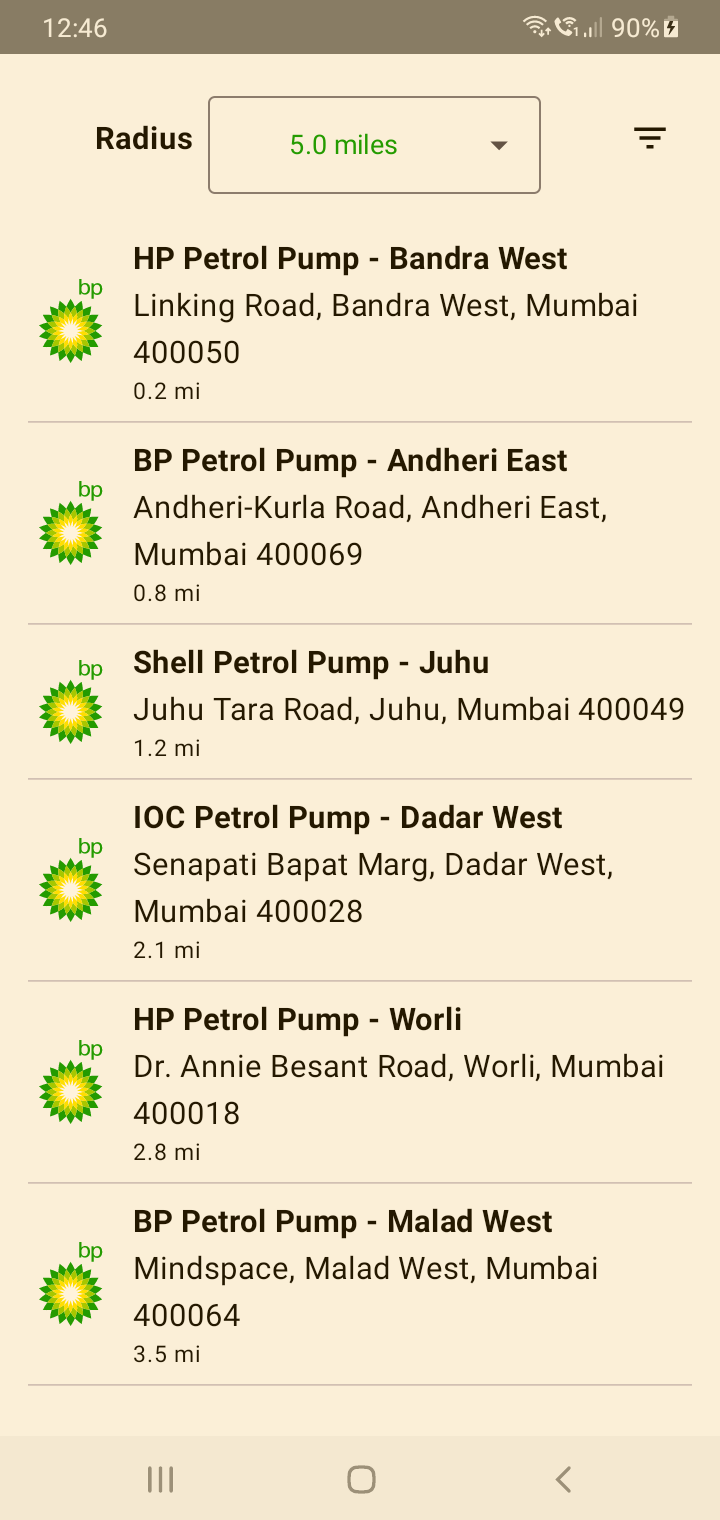 12:46
90%
Radius
5.0 miles
HP Petrol Pump - Bandra West
bp
Linking Road, Bandra West, Mumbai
400050
0.2 mi
BP Petrol Pump - Andheri East
bp
Andheri-Kurla Road, Andheri East,
Mumbai 400069
0.8 mi
Shell Petrol Pump - Juhu
bp
Juhu Tara Road, Juhu, Mumbai 400049
1.2 mi
IOC Petrol Pump - Dadar West
bp
Senapati Bapat Marg, Dadar West,
Mumbai 400028
2.1 mi
HP Petrol Pump - Worli
bp
Dr. Annie Besant Road, Worli, Mumbai
400018
2.8 mi
BP Petrol Pump - Malad West
bp
Mindspace, Malad West, Mumbai
400064
3.5 mi